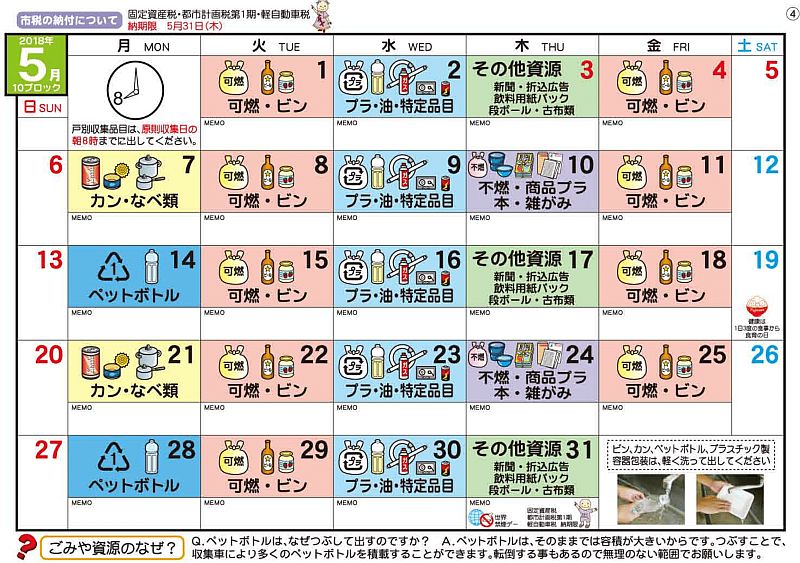 市税の納付について
固定資産税・都市計画税第1期・軽自動車税
納期限 5月31日(木)
④
2018年
5月
10ブロック
月 MON
火 TUE
水 WED
木 THU
金 FRI
土 SAT
日 SUN
8
戸別収集品目は、原則収集日の
朝8時までに出してください。
可燃
1
可燃・ビン
MEMO
プラ
2
プラ・油・特定品目
MEMO
その他資源 3
新聞・折込広告
飲料用紙パック
段ボール・古布類
MEMO
可燃
4
可燃・ビン
MEMO
5
6
7
カン・なべ類
MEMO
可燃
8
可燃・ビン
MEMO
プラ
9
プラ・油・特定品目
MEMO
不燃
10
不燃・商品プラ
本・雑がみ
MEMO
可燃
11
可燃・ビン
MEMO
12
13
1
14
ペットボトル
MEMO
可燃
15
可燃・ビン
MEMO
プラ
16
プラ・油・特定品目
MEMO
その他資源 17
新聞・折込広告
飲料用紙パック
段ボール・古布類
MEMO
可燃
18
可燃・ビン
MEMO
19
健康は
1日3度の食事から
食育の日
20
21
カン・なべ類
MEMO
可燃
22
可燃・ビン
MEMO
プラ
23
プラ・油・特定品目
MEMO
不燃
24
不燃・商品プラ
本・雑がみ
MEMO
可燃
25
可燃・ビン
MEMO
26
27
1
28
ペットボトル
MEMO
可燃
29
可燃・ビン
MEMO
プラ
30
プラ・油・特定品目
MEMO
その他資源 31
新聞・折込広告
飲料用紙パック
段ボール・古布類
MEMO
世界
禁煙デー
固定資産税
都市計画税第1期
軽自動車税 納期限
ビン、カン、ペットボトル、プラスチック製
容器包装は、軽く洗って出してください
ごみや資源のなぜ?
Q.ペットボトルは、なぜつぶして出すのですか? A.ペットボトルは、そのままでは容積が大きいからです。つぶすことで、
収集車により多くのペットボトルを積載することができます。転倒する事もあるので無理のない範囲でお願いします。